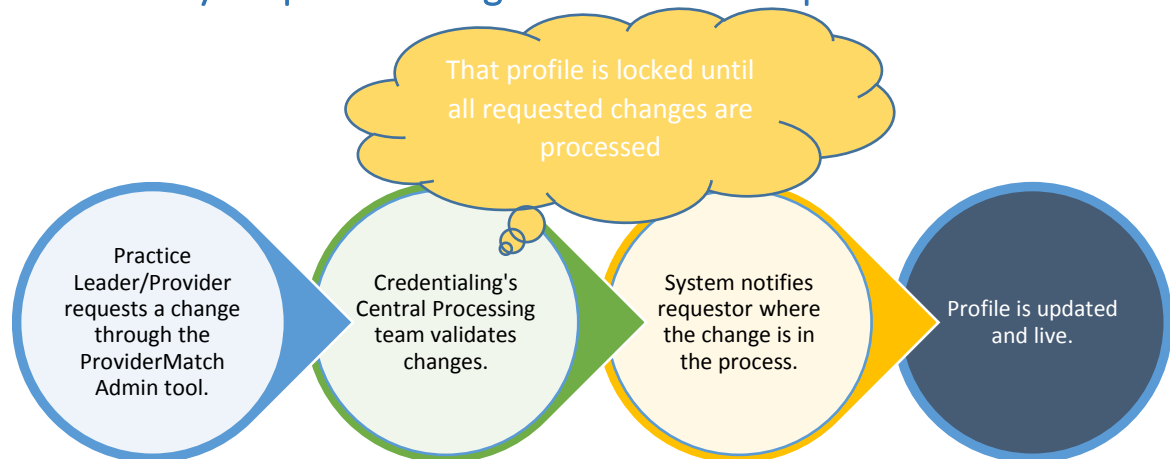 That profile is locked until
all requested changes are
processed
Practice
Leader/Provider
requests a change
through the
ProviderMatch
Admin tool.
Credentialing's
Central Processing
team validates
changes.
System notifies
requestor where
the change is in
the process.
Profile is updated
and live.